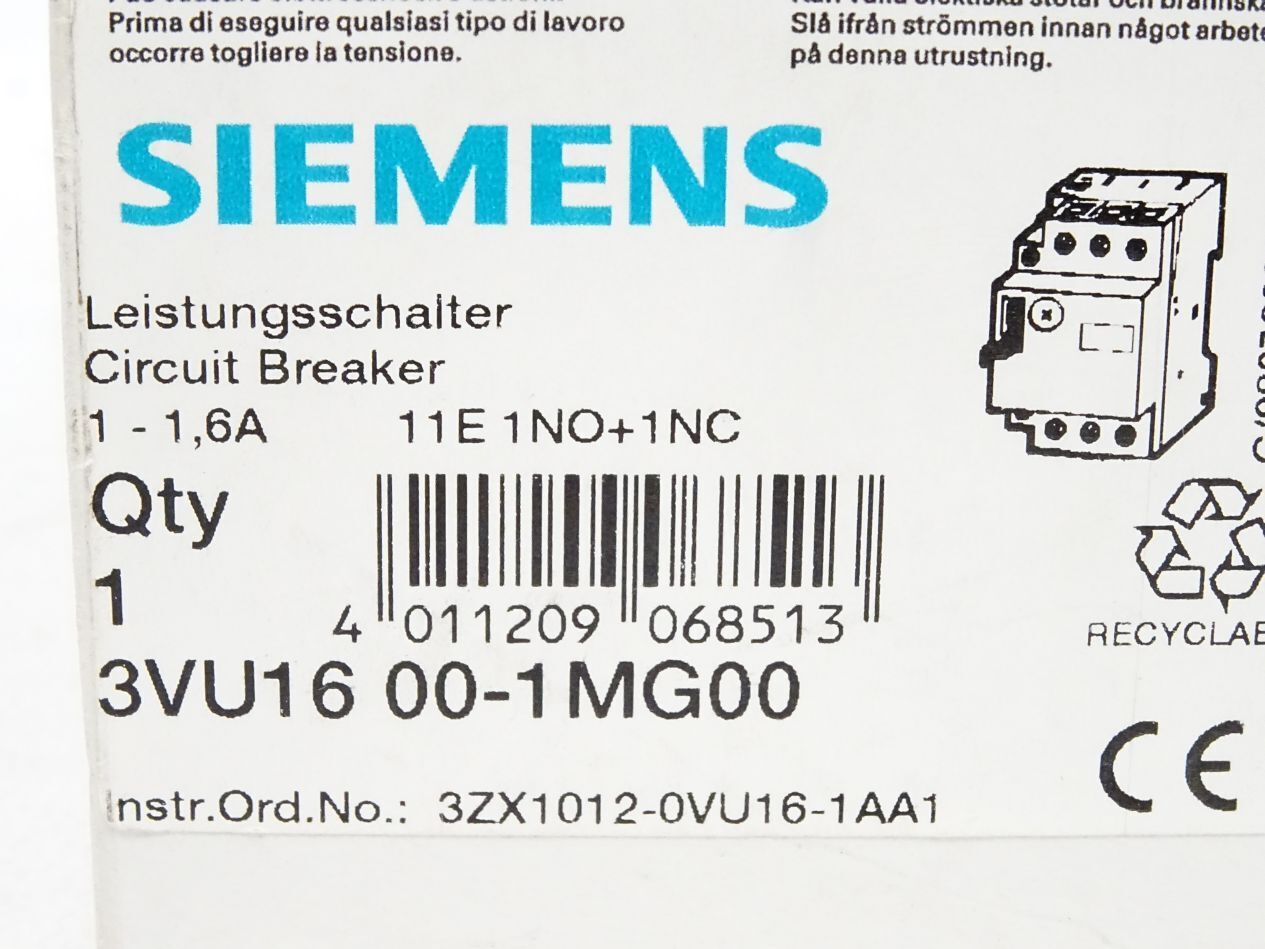 Prima di eseguire qualsiasi tipo di lavoro
occorre togliere la tensione.
Slå ifrån strömmen innan något
på denna utrustning.
SIEMENS
Leistungsschalter
Circuit Breaker
1 - 1,6A 11E 1NO+1NC
Qty
1
4 011209 068513
3VU16 00-1MG00
Instr.Ord.No.: 3ZX1012-0VU16-1AA1
RECYCLAB
CE